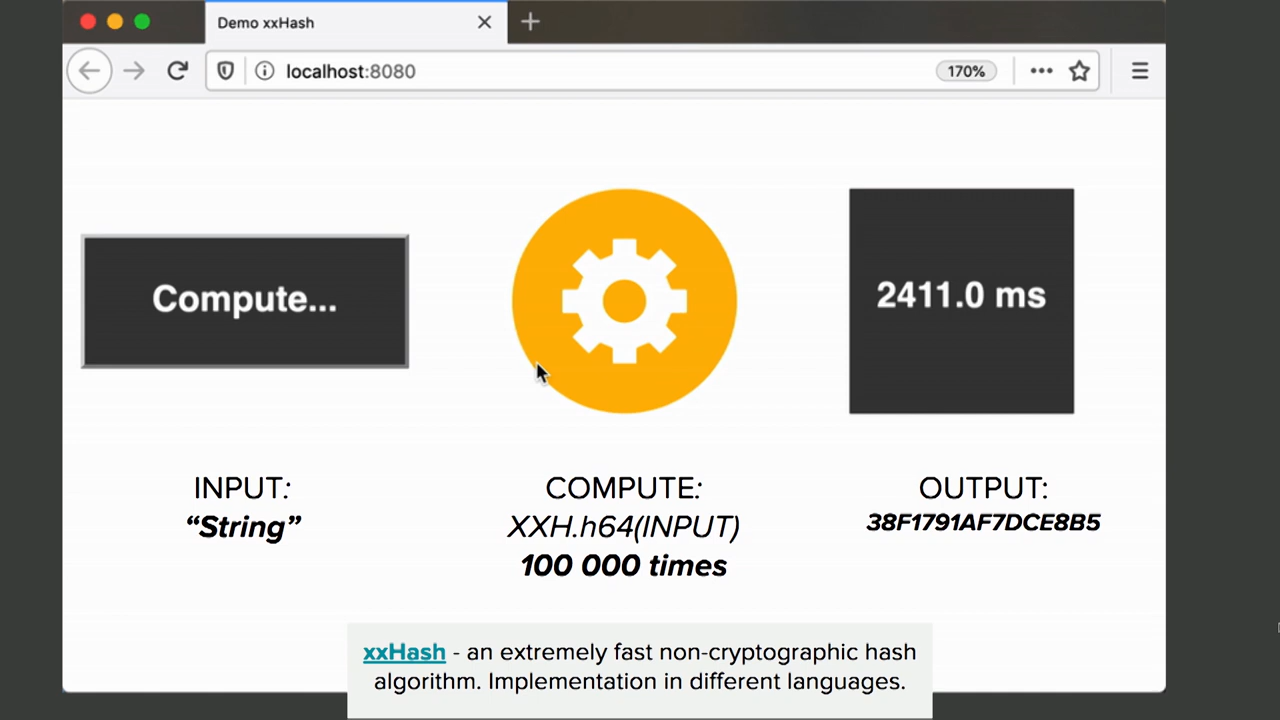 Demo xxHash
localhost:8080
170%
Compute...
2411.0 ms
INPUT:
“String”
COMPUTE:
XXH.h64(INPUT)
100 000 times
OUTPUT:
38F1791AF7DCE8B5
xxHash - an extremely fast non-cryptographic hash
algorithm. Implementation in different languages.